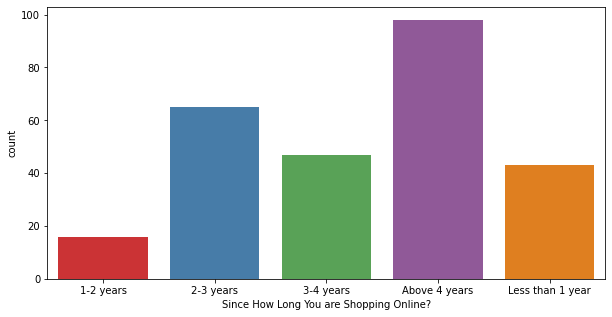 100
80
60
40
20
0
count
1-2 years
2-3 years
3-4 years
Above 4 years
Less than 1 year
Since How Long You are Shopping Online?